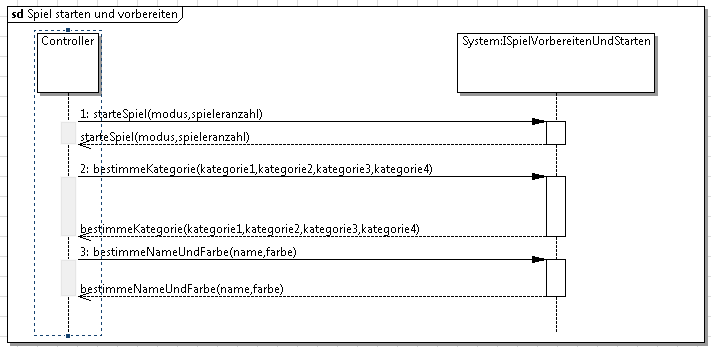 sd Spiel starten und vorbereiten
Controller
System:ISpielVorbereitenUndStarten
1: starteSpiel(modus,spieleranzahl)
starteSpiel(modus,spieleranzahl)
2: bestimmeKategorie(kategorie1,kategorie2,kategorie3,kategorie4)
bestimmeKategorie(kategorie1,kategorie2,kategorie3,kategorie4)
3: bestimmeNameUndFarbe(name,farbe)
bestimmeNameUndFarbe(name,farbe)